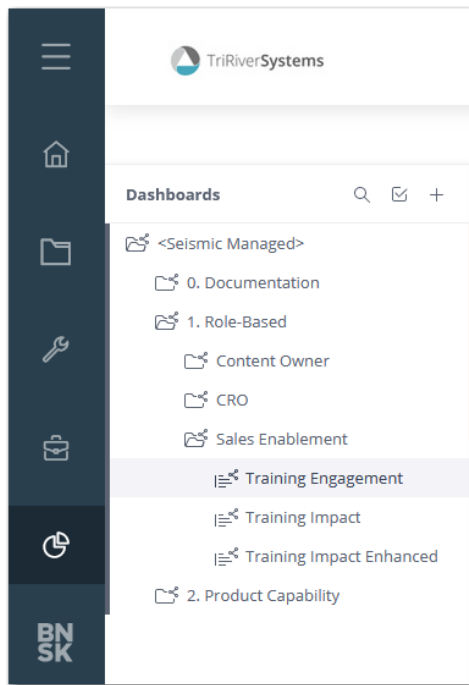 TriRiverSystems
Dashboards
<Seismic Managed>
0. Documentation
1. Role-Based
Content Owner
CRO
Sales Enablement
Training Engagement
Training Impact
Training Impact Enhanced
2. Product Capability
BN
SK